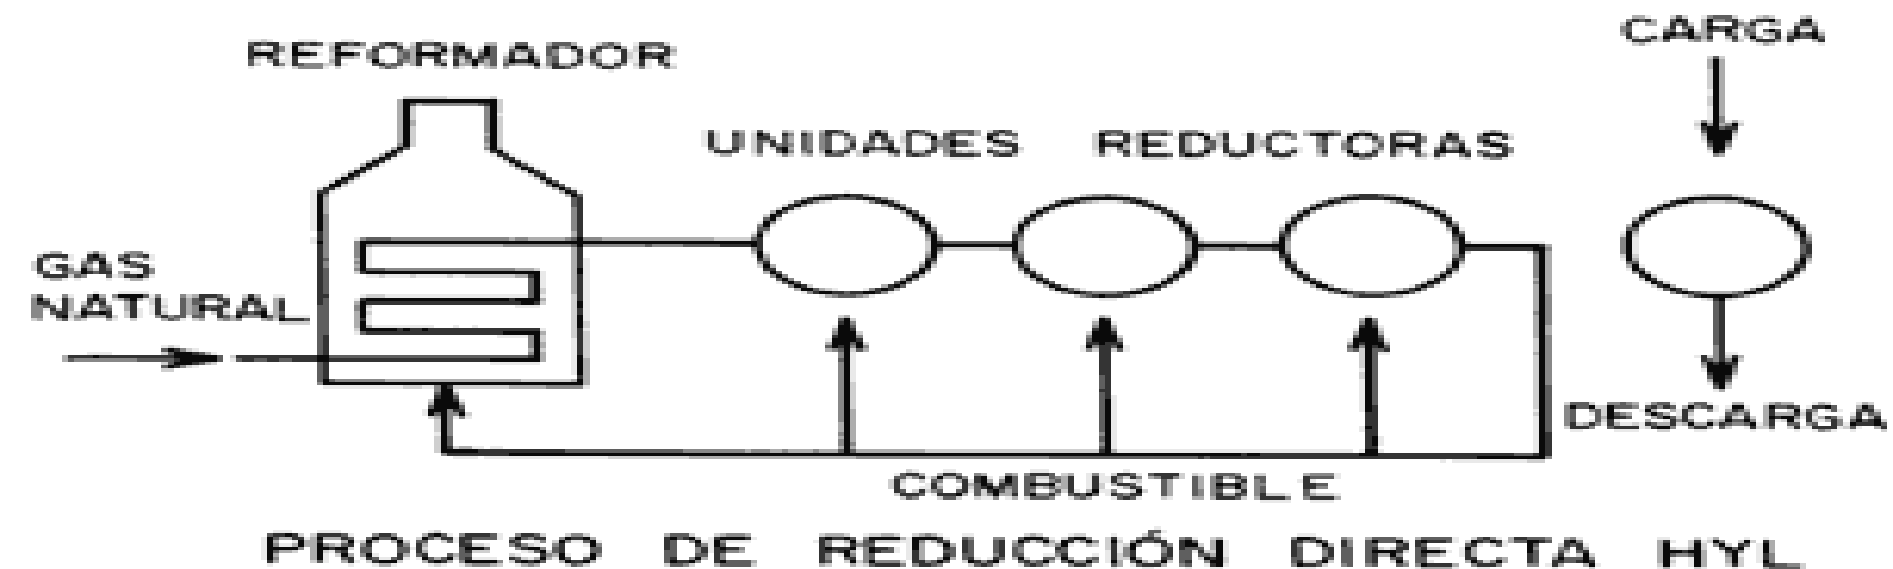 CARGA
REFORMADOR
UNIDADES REDUCTORAS
GAS
NATURAL
DESCARGA
COMBUSTIBLE
PROCESO DE REDUCCIÓN DIRECTA HYL